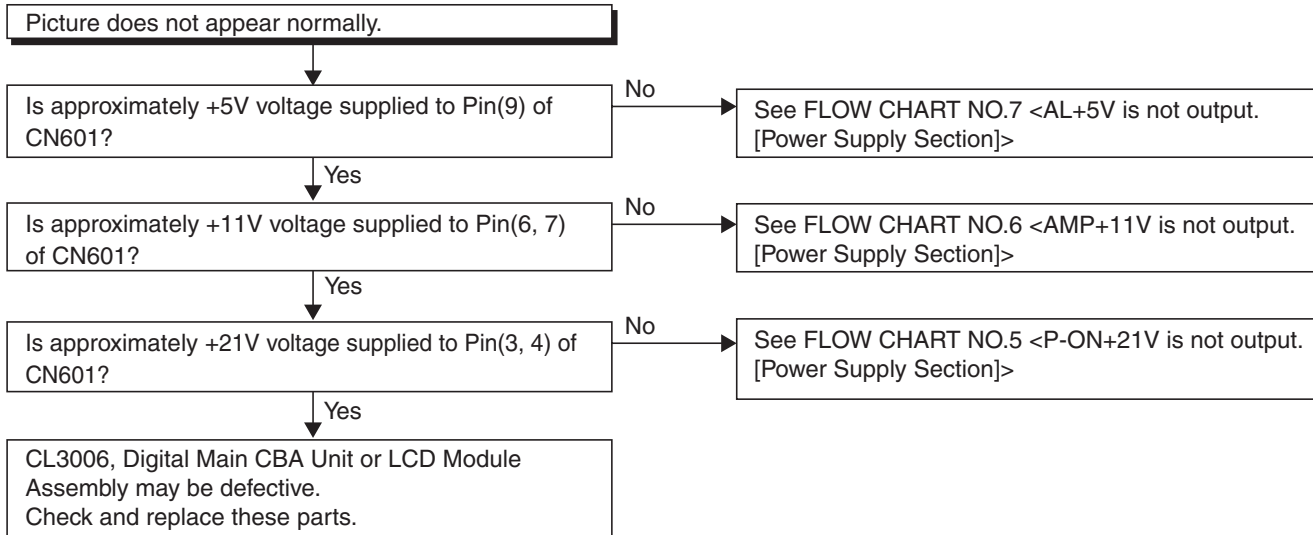 Picture does not appear normally.
Is approximately +5V voltage supplied to Pin(9) of
CN601?
No
See FLOW CHART NO.7 <AL+5V is not output.
[Power Supply Section]>
Yes
Is approximately +11V voltage supplied to Pin(6, 7)
of CN601?
No
See FLOW CHART NO.6 <AMP+11V is not output.
[Power Supply Section]>
Yes
Is approximately +21V voltage supplied to Pin(3, 4) of
CN601?
No
See FLOW CHART NO.5 <P-ON+21V is not output.
[Power Supply Section]>
Yes
CL3006, Digital Main CBA Unit or LCD Module
Assembly may be defective.
Check and replace these parts.